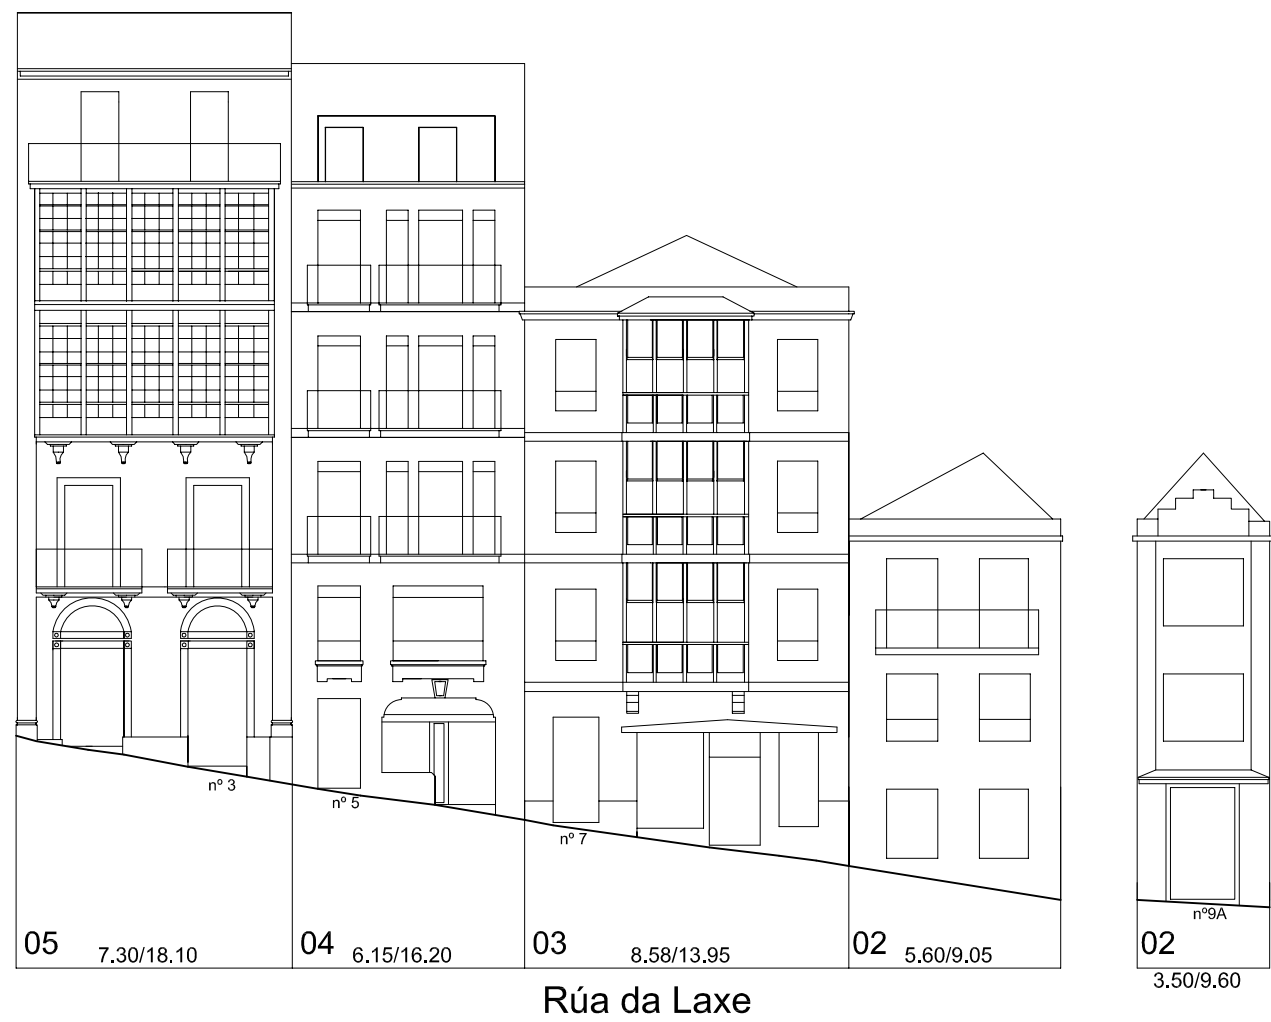 nº 3
nº 5
nº 7
nº9A
05 7.30/18.10
04 6.15/16.20
03 8.58/13.95
02 5.60/9.05
02
3.50/9.60
Rúa da Laxe